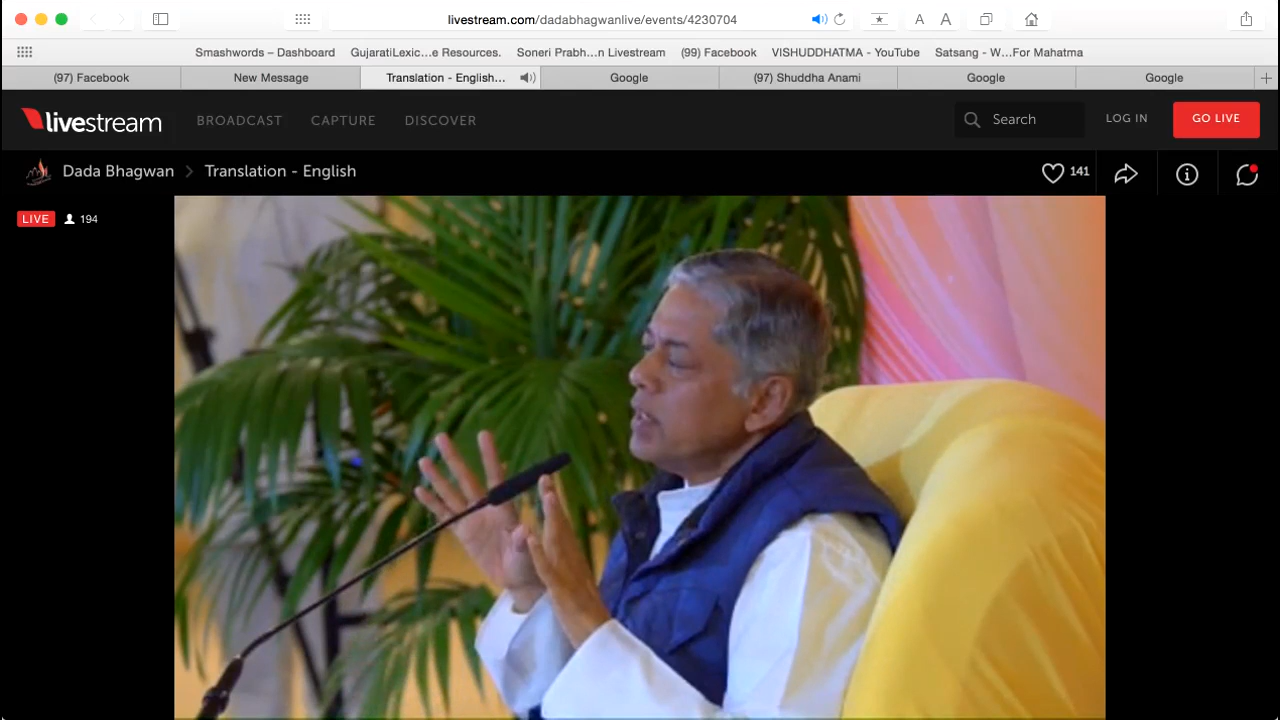 livestream.com/dadabhagwanlive/events/4230704
A A
Smashwords – Dashboard GujaratiLexic...e Resources. Soneri Prabh...n Livestream (99) Facebook VISHUDDHATMA - YouTube Satsang - W...For Mahatma
(97) Facebook New Message Translation - English... Google (97) Shuddha Anami Google Google
livestream BROADCAST CAPTURE DISCOVER Search LOG IN GO LIVE
Dada Bhagwan Translation - English 141
LIVE 194